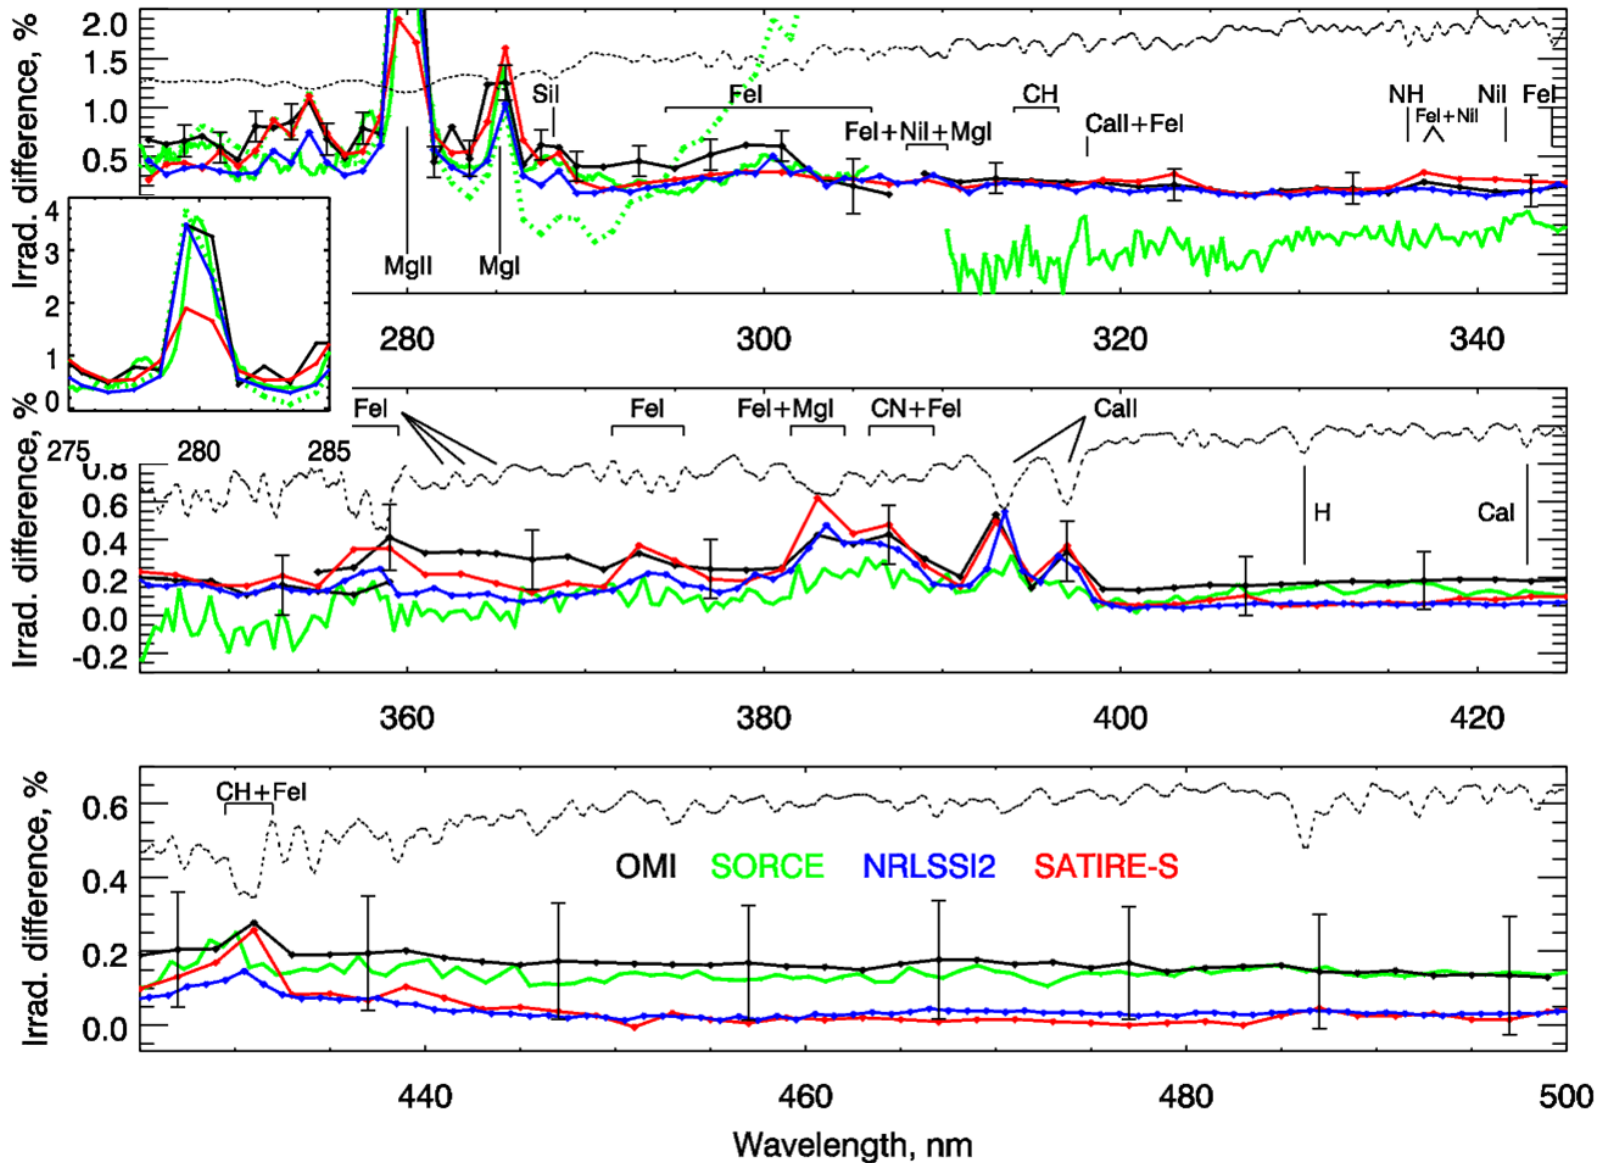 Irrad. difference, %
2.0
1.5
1.0
0.5
SiI
FeI
CH
NH
NiI
FeI
FeI+NiI+MgI
CaII+FeI
FeI+NiI
MgII
MgI
280
300
320
340
4
3
2
1
0
275
280
285
Irrad. difference, %
0.8
0.6
0.4
0.2
0.0
-0.2
FeI
FeI
FeI+MgI
CN+FeI
CaII
H
CaI
360
380
400
420
Irrad. difference, %
0.6
0.4
0.2
0.0
CH+FeI
OMI SORCE NRLSSI2 SATIRE-S
440
460
480
500
Wavelength, nm